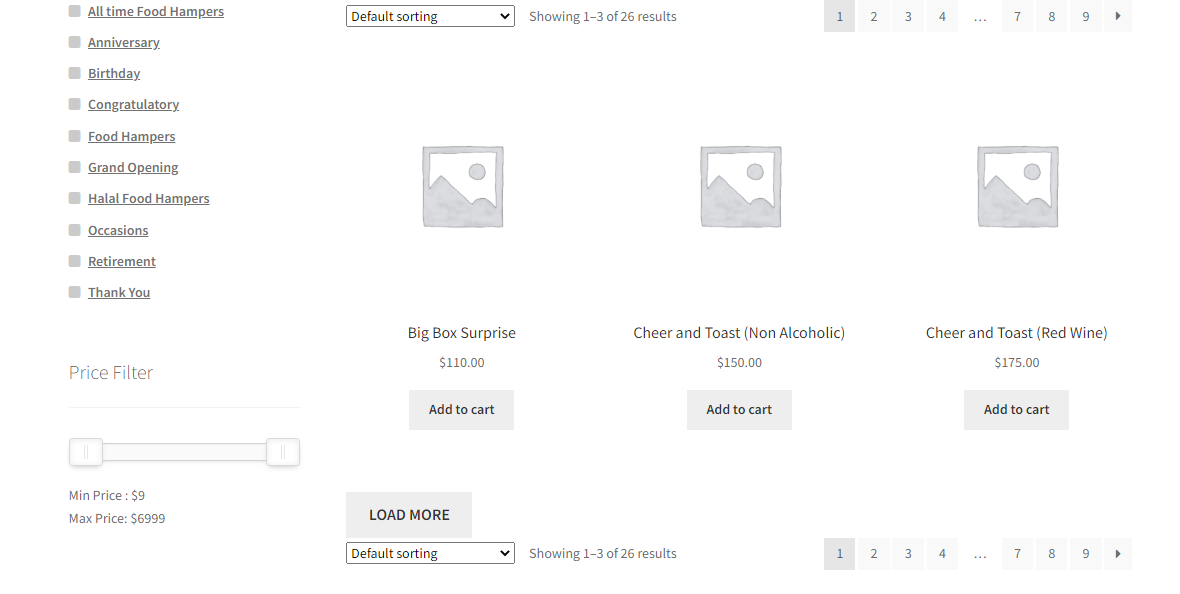 All time Food Hampers
Anniversary
Birthday
Congratulatory
Food Hampers
Grand Opening
Halal Food Hampers
Occasions
Retirement
Thank You
Price Filter
Min Price : $9
Max Price: $6999
Default sorting Showing 1–3 of 26 results 1 2 3 4 … 7 8 9
Big Box Surprise
$110.00
Add to cart
Cheer and Toast (Non Alcoholic)
$150.00
Add to cart
Cheer and Toast (Red Wine)
$175.00
Add to cart
LOAD MORE
Default sorting Showing 1–3 of 26 results 1 2 3 4 … 7 8 9